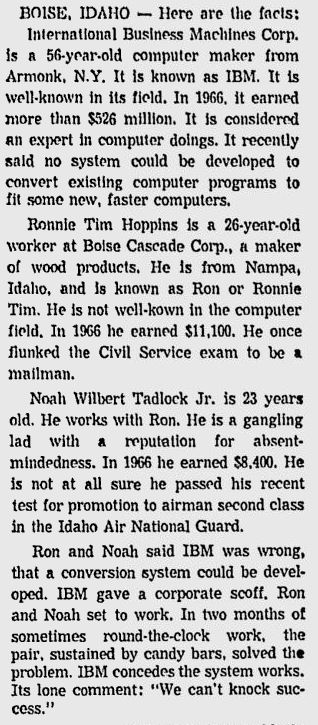 BOISE, IDAHO — Here are the facts:
International Business Machines Corp.
is a 56-year-old computer maker from
Armonk, N.Y. It is known as IBM. It is
well-known in its field. In 1966, it earned
more than $526 million. It is considered
an expert in computer doings. It recently
said no system could be developed to
convert existing computer programs to
fit some new, faster computers.
Ronnie Tim Hoppins is a 26-year-old
worker at Boise Cascade Corp., a maker
of wood products. He is from Nampa,
Idaho, and is known as Ron or Ronnie
Tim. He is not well-kown in the computer
field. In 1966 he earned $11,100. He once
flunked the Civil Service exam to be a
mailman.
Noah Wilbert Tadlock Jr. is 23 years
old. He works with Ron. He is a gangling
lad with a reputation for absent-
mindedness. In 1966 he earned $8,400. He
is not at all sure he passed his recent
test for promotion to airman second class
in the Idaho Air National Guard.
Ron and Noah said IBM was wrong,
that a conversion system could be devel-
oped. IBM gave a corporate scoff. Ron
and Noah set to work. In two months of
sometimes round-the-clock work, the
pair, sustained by candy bars, solved the
problem. IBM concedes the system works.
Its lone comment: "We can't knock suc-
cess."